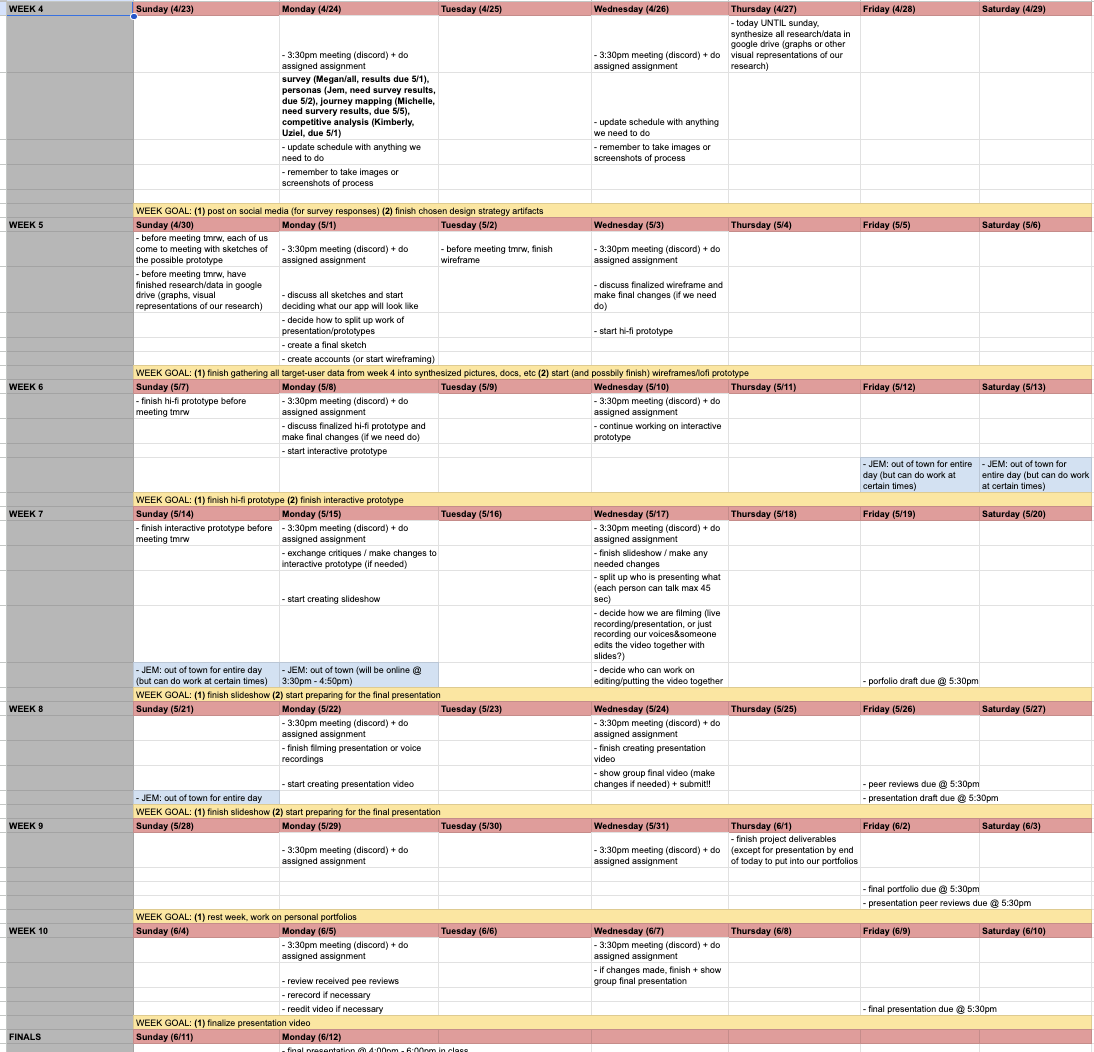 WEEK 4 Sunday (4/23) Monday (4/24) Tuesday (4/25) Wednesday (4/26) Thursday (4/27) Friday (4/28) Saturday (4/29)
- 3:30pm meeting (discord) + do
assigned assignment
- 3:30pm meeting (discord) + do
assigned assignment
- today UNTIL sunday,
synthesize all research/data in
google drive (graphs or other
visual representations of our
research)
survey (Megan/all, results due 5/1),
personas (Jem, need survey results,
due 5/2), journey mapping (Michelle,
need survery results, due 5/5),
competitive analysis (Kimberly,
Uziel, due 5/1)
- update schedule with anything
we need to do
- update schedule with anything we
need to do
- remember to take images or
screenshots of process
- remember to take images or
screenshots of process
WEEK GOAL: (1) post on social media (for survey responses) (2) finish chosen design strategy artifacts
WEEK 5 Sunday (4/30) Monday (5/1) Tuesday (5/2) Wednesday (5/3) Thursday (5/4) Friday (5/5) Saturday (5/6)
- before meeting tmrw, each of us
come to meeting with sketches of
the possible prototype
- 3:30pm meeting (discord) + do
assigned assignment
- before meeting tmrw, finish
wireframe
- 3:30pm meeting (discord) + do
assigned assignment
- before meeting tmrw, have
finished research/data in google
drive (graphs, visual
representations of our research)
- discuss all sketches and start
deciding what our app will look like
- discuss finalized wireframe and
make final changes (if we need
do)
- decide how to split up work of
presentation/prototypes
- start hi-fi prototype
- create a final sketch
- create accounts (or start wireframing)
WEEK GOAL: (1) finish gathering all target-user data from week 4 into synthesized pictures, docs, etc (2) start (and possbily finish) wireframes/lofi prototype
WEEK 6 Sunday (5/7) Monday (5/8) Tuesday (5/9) Wednesday (5/10) Thursday (5/11) Friday (5/12) Saturday (5/13)
- finish hi-fi prototype before
meeting tmrw
- 3:30pm meeting (discord) + do
assigned assignment
- 3:30pm meeting (discord) + do
assigned assignment
- discuss finalized hi-fi prototype and
make final changes (if we need do)
- continue working on interactive
prototype
- start interactive prototype
- JEM: out of town for entire
day (but can do work at
certain times)
- JEM: out of town for
entire day (but can do work
at certain times)
WEEK GOAL: (1) finish hi-fi prototype (2) finish interactive prototype
WEEK 7 Sunday (5/14) Monday (5/15) Tuesday (5/16) Wednesday (5/17) Thursday (5/18) Friday (5/19) Saturday (5/20)
- finish interactive prototype before
meeting tmrw
- 3:30pm meeting (discord) + do
assigned assignment
- 3:30pm meeting (discord) + do
assigned assignment
- exchange critiques / make changes to
interactive prototype (if needed)
- finish slideshow / make any
needed changes
- start creating slideshow
- split up who is presenting what
(each person can talk max 45
sec)
- decide how we are filming (live
recording/presentation, or just
recording our voices&someone
edits the video together with
slides?)
- JEM: out of town for entire day
(but can do work at certain times)
- JEM: out of town (will be online @
3:30pm - 4:50pm)
- decide who can work on
editing/putting the video together
- porfolio draft due @ 5:30pm
WEEK GOAL: (1) finish slideshow (2) start preparing for the final presentation
WEEK 8 Sunday (5/21) Monday (5/22) Tuesday (5/23) Wednesday (5/24) Thursday (5/25) Friday (5/26) Saturday (5/27)
- 3:30pm meeting (discord) + do
assigned assignment
- 3:30pm meeting (discord) + do
assigned assignment
- finish filming presentation or voice
recordings
- finish creating presentation
video
- start creating presentation video
- show group final video (make
changes if needed) + submit!!
- peer reviews due @ 5:30pm
- JEM: out of town for entire day
- presentation draft due @ 5:30pm
WEEK GOAL: (1) finish slideshow (2) start preparing for the final presentation
WEEK 9 Sunday (5/28) Monday (5/29) Tuesday (5/30) Wednesday (5/31) Thursday (6/1) Friday (6/2) Saturday (6/3)
- 3:30pm meeting (discord) + do
assigned assignment
- 3:30pm meeting (discord) + do
assigned assignment
- finish project deliverables
(except for presentation by end
of today to put into our portfolios
- final portfolio due @ 5:30pm
- presentation peer reviews due @ 5:30pm
WEEK GOAL: (1) rest week, work on personal portfolios
WEEK 10 Sunday (6/4) Monday (6/5) Tuesday (6/6) Wednesday (6/7) Thursday (6/8) Friday (6/9) Saturday (6/10)
- 3:30pm meeting (discord) + do
assigned assignment
- 3:30pm meeting (discord) + do
assigned assignment
- review received pee reviews
- if changes made, finish + show
group final presentation
- rerecord if necessary
- reedit video if necessary
- final presentation due @ 5:30pm
WEEK GOAL: (1) finalize presentation video
FINALS Sunday (6/11) Monday (6/12)
- final presentation @ 4:00pm - 6:00pm in class